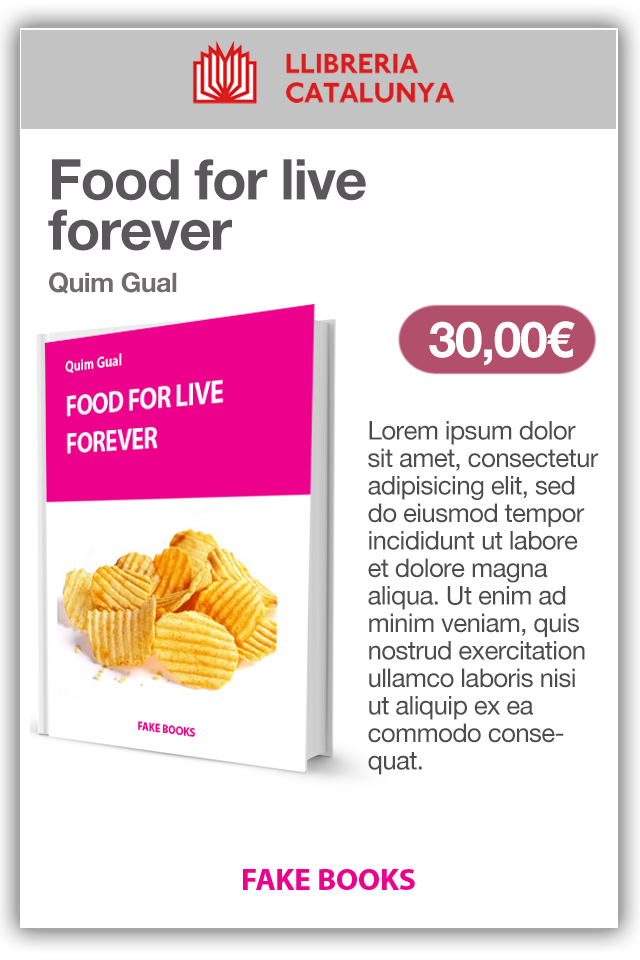 LLIBRERIA
CATALUNYA
Food for live
forever
Quim Gual
Quim Gual
FOOD FOR LIVE
FOREVER
FAKE BOOKS
30,00€
Lorem ipsum dolor
sit amet, consectetur
adipisicing elit, sed
do eiusmod tempor
incididunt ut labore
et dolore magna
aliqua. Ut enim ad
minim veniam, quis
nostrud exercitation
ullamco laboris nisi
ut aliquip ex ea
commodo conse-
quat.
FAKE BOOKS